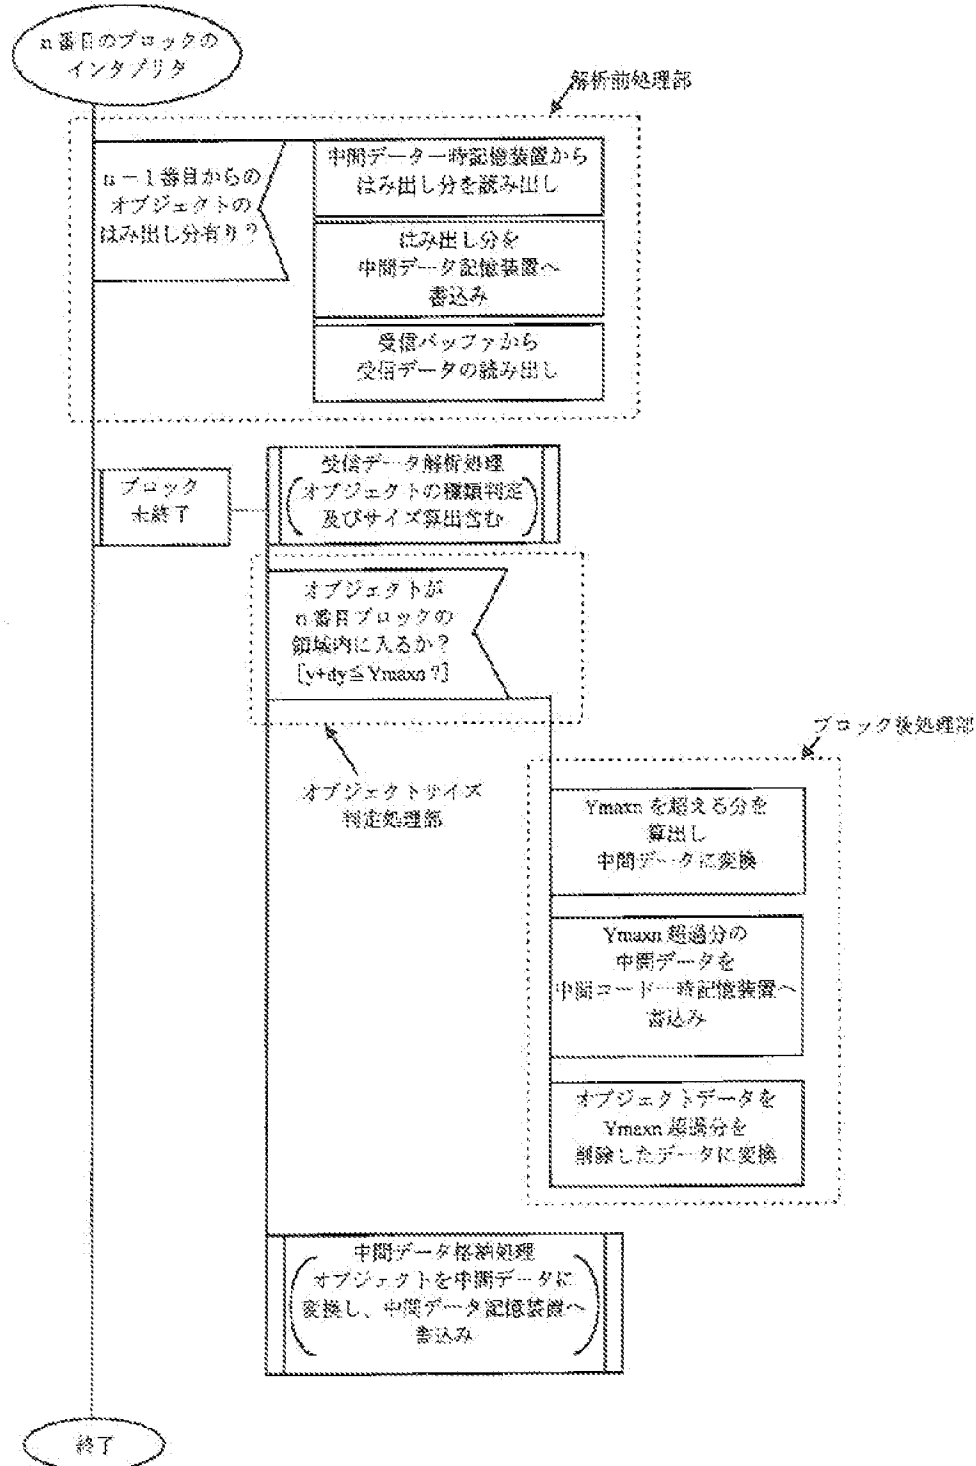 n番目のブロックの
インタプリタ
解析前処理部
n－1番目からの
オブジェクトの
はみ出し分有り？
中間データ一時記憶装置から
はみ出し分を読み出し
はみ出し分を
中間データ記憶装置へ
書込み
受信バッファから
受信データの読み出し
ブロック
未終了
受信データ解析処理
オブジェクトの種類判定
及びサイズ算出含む
オブジェクトが
n番目ブロックの
領域内に入るか？
[y+dy≦Ymaxn ?]
オブジェクトサイズ
判定処理部
ブロック後処理部
Ymaxnを超える分を
算出し
中間データに変換
Ymaxn 超過分の
中間データを
中間コード一時記憶装置へ
書込み
オブジェクトデータを
Ymaxn 超過分を
削除したデータに変換
中間データ格納処理
オブジェクトを中間データに
変換し、中間データ記憶装置へ
書込み
終了